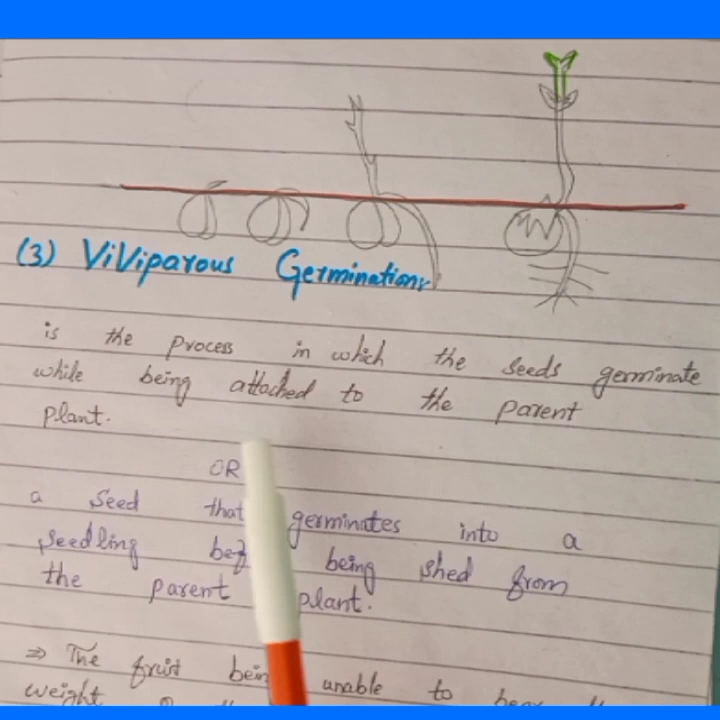 (3) ViViparous Germination,
is the process in which the seeds germinate
while being attached to the parent
plant.
OR
a seed that germinates into a
seedling being shed from
the parent plant.
⇒ The fruit unable to
weight